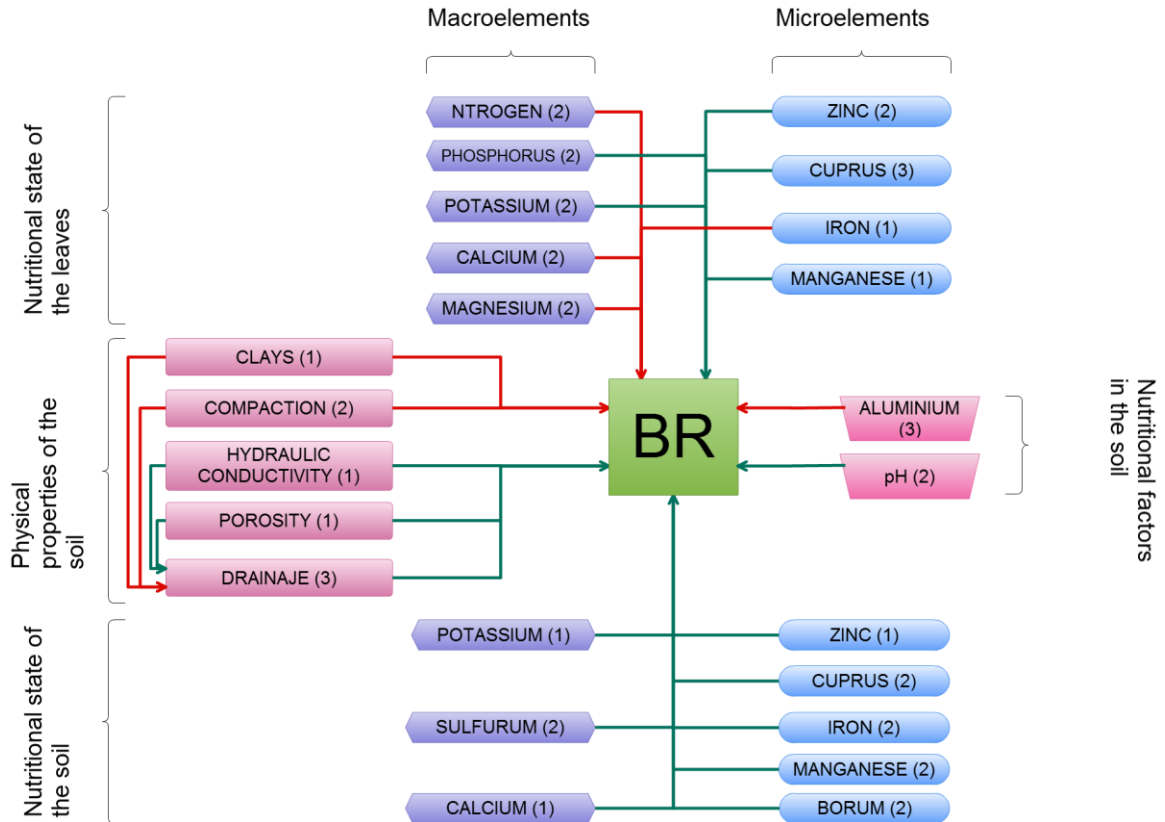 Macroelements
Microelements
Nutritional state of
the leaves
NTROGEN (2)
PHOSPHORUS (2)
POTASSIUM (2)
CALCIUM (2)
MAGNESIUM (2)
ZINC (2)
CUPRUS (3)
IRON (1)
MANGANESE (1)
Physical
properties of the
soil
CLAYS (1)
COMPACTION (2)
HYDRAULIC
CONDUCTIVITY (1)
POROSITY (1)
DRAINAJE (3)
BR
ALUMINIUM
(3)
pH (2)
Nutritional factors
in the soil
Nutritional state of
the soil
POTASSIUM (1)
SULFURUM (2)
CALCIUM (1)
ZINC (1)
CUPRUS (2)
IRON (2)
MANGANESE (2)
BORUM (2)